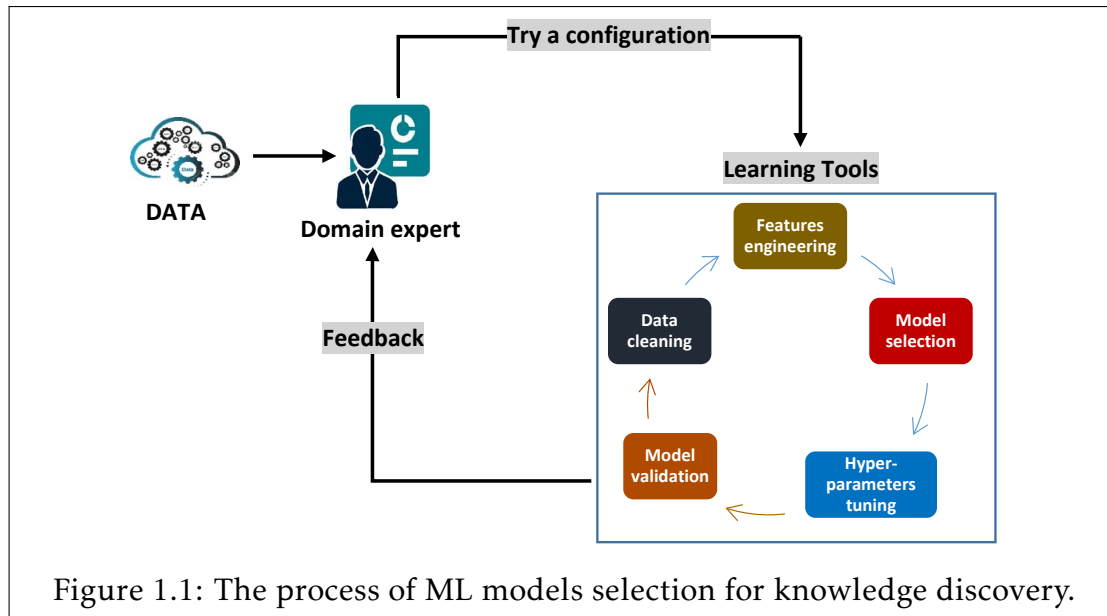 Try a configuration
Data
DATA
Domain expert
Learning Tools
Features
engineering
Data
cleaning
Model
selection
Feedback
Model
validation
Hyper-
parameters
tuning
Figure 1.1: The process of ML models selection for knowledge discovery.